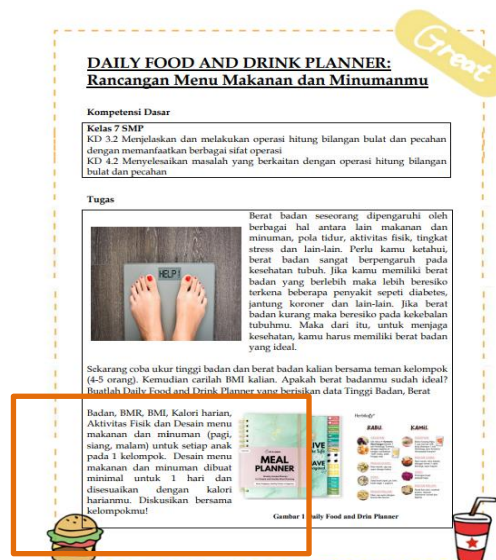 Great
DAILY FOOD AND DRINK PLANNER:
Rancangan Menu Makanan dan Minumanmu
Kompetensi Dasar
Kelas 7 SMP
KD 3.2 Menjelaskan dan melakukan operasi hitung bilangan bulat dan pecahan
dengan memanfaatkan berbagai sifat operasi
KD 4.2 Menyelesaikan masalah yang berkaitan dengan operasi hitung bilangan
bulat dan pecahan
Tugas
HELP!
Berat badan seseorang dipengaruhi oleh
berbagai hal antara lain makanan dan
minuman, pola tidur, aktivitas fisik, tingkat
stress dan lain-lain. Perlu kamu ketahui,
berat badan sangat berpengaruh pada
kesehatan tubuh. Jika kamu memiliki berat
badan yang berlebih maka lebih beresiko
terkena beberapa penyakit sepeti diabetes,
jantung koroner dan lain-lain. Jika berat
badan kurang maka beresiko pada kekebalan
tubuhmu. Maka dari itu, untuk menjaga
kesehatan, kamu harus memiliki berat badan
yang ideal.
Sekarang coba ukur tinggi badan dan berat badan kalian bersama teman kelompok
(4-5 orang). Kemudian carilah BMI kalian. Apakah berat badanmu sudah ideal?
Buatlah Daily Food and Drink Planner yang berisikan data Tinggi Badan, Berat
Badan, BMR, BMI, Kalori harian,
Aktivitas Fisik dan Desain menu
makanan dan minuman (pagi,
siang, malam) untuk setiap anak
pada 1 kelompok. Desain menu
makanan dan minuman dibuat
minimal untuk 1 hari dan
disesuaikan dengan kalori
harianmu. Diskusikan bersama
kelompokmu!
MEAL
PLANNER
RABU
KAMIS
Gambar 1 Daily Food and Drin Planner